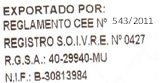 EXPORTADO POR:
REGLAMENTO CEE Nº 543/2011
REGISTRO S.O.I.V.R.E. Nº 0427
R.G.S.A.: 40-29940-MU
N.I.F.: B-30813984